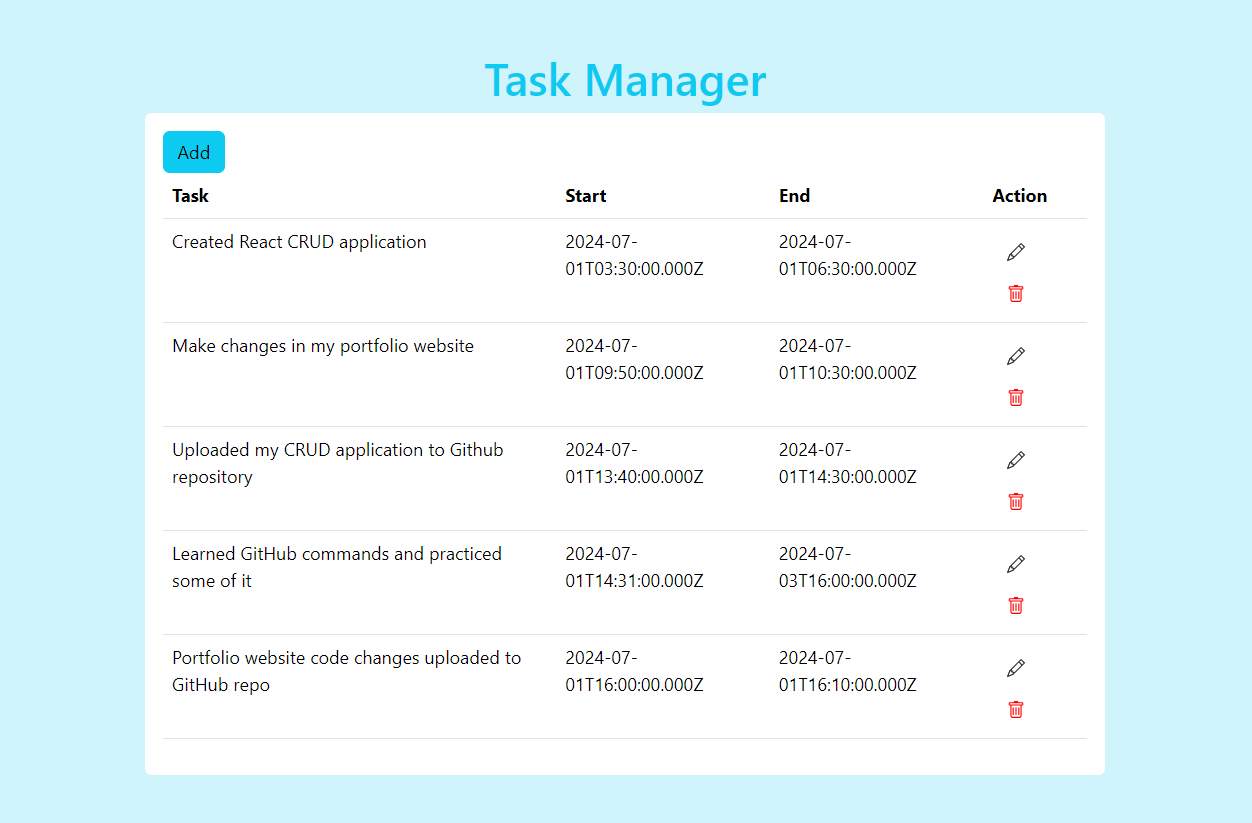 Task Manager
Add
Task Start End Action
Created React CRUD application 2024-07- 2024-07-
01T03:30:00.000Z 01T06:30:00.000Z
Make changes in my portfolio website 2024-07- 2024-07-
01T09:50:00.000Z 01T10:30:00.000Z
Uploaded my CRUD application to Github 2024-07- 2024-07-
repository 01T13:40:00.000Z 01T14:30:00.000Z
Learned GitHub commands and practiced 2024-07- 2024-07-
some of it 01T14:31:00.000Z 03T16:00:00.000Z
Portfolio website code changes uploaded to 2024-07- 2024-07-
GitHub repo 01T16:00:00.000Z 01T16:10:00.000Z